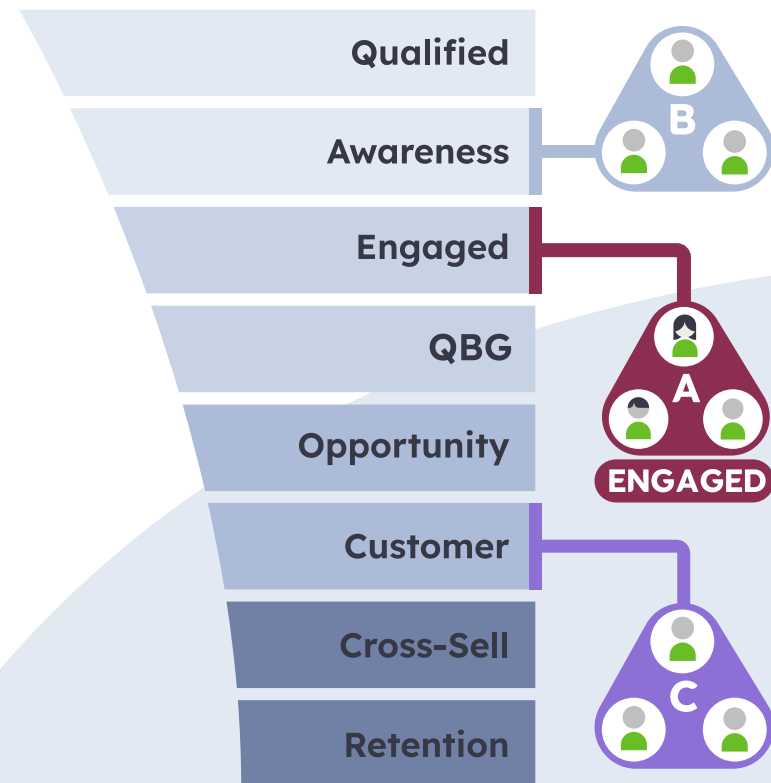 Qualified
B
Awareness
Engaged
QBG
A
Opportunity
ENGAGED
Customer
Cross-Sell
C
Retention